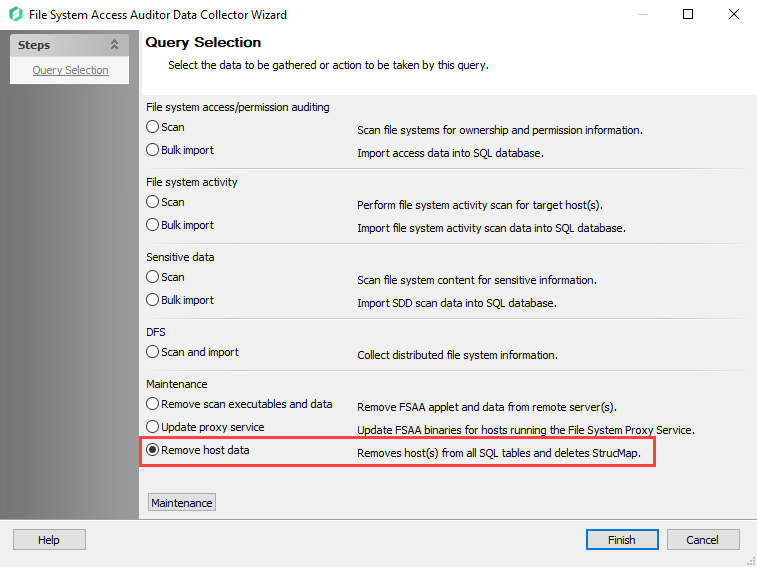 File System Access Auditor Data Collector Wizard
Steps
Query Selection
Query Selection
Select the data to be gathered or action to be taken by this query.
File system access/permission auditing
Scan Scan file systems for ownership and permission information.
Bulk import Import access data into SQL database.
File system activity
Scan Perform file system activity scan for target host(s).
Bulk import Import file system activity scan data into SQL database.
Sensitive data
Scan Scan file system content for sensitive information.
Bulk import Import SDD scan data into SQL database.
DFS
Scan and import Collect distributed file system information.
Maintenance
Remove scan executables and data Remove FSAA applet and data from remote server(s).
Update proxy service Update FSAA binaries for hosts running the File System Proxy Service.
Remove host data Removes host(s) from all SQL tables and deletes StrucMap.
Maintenance
Help Finish Cancel